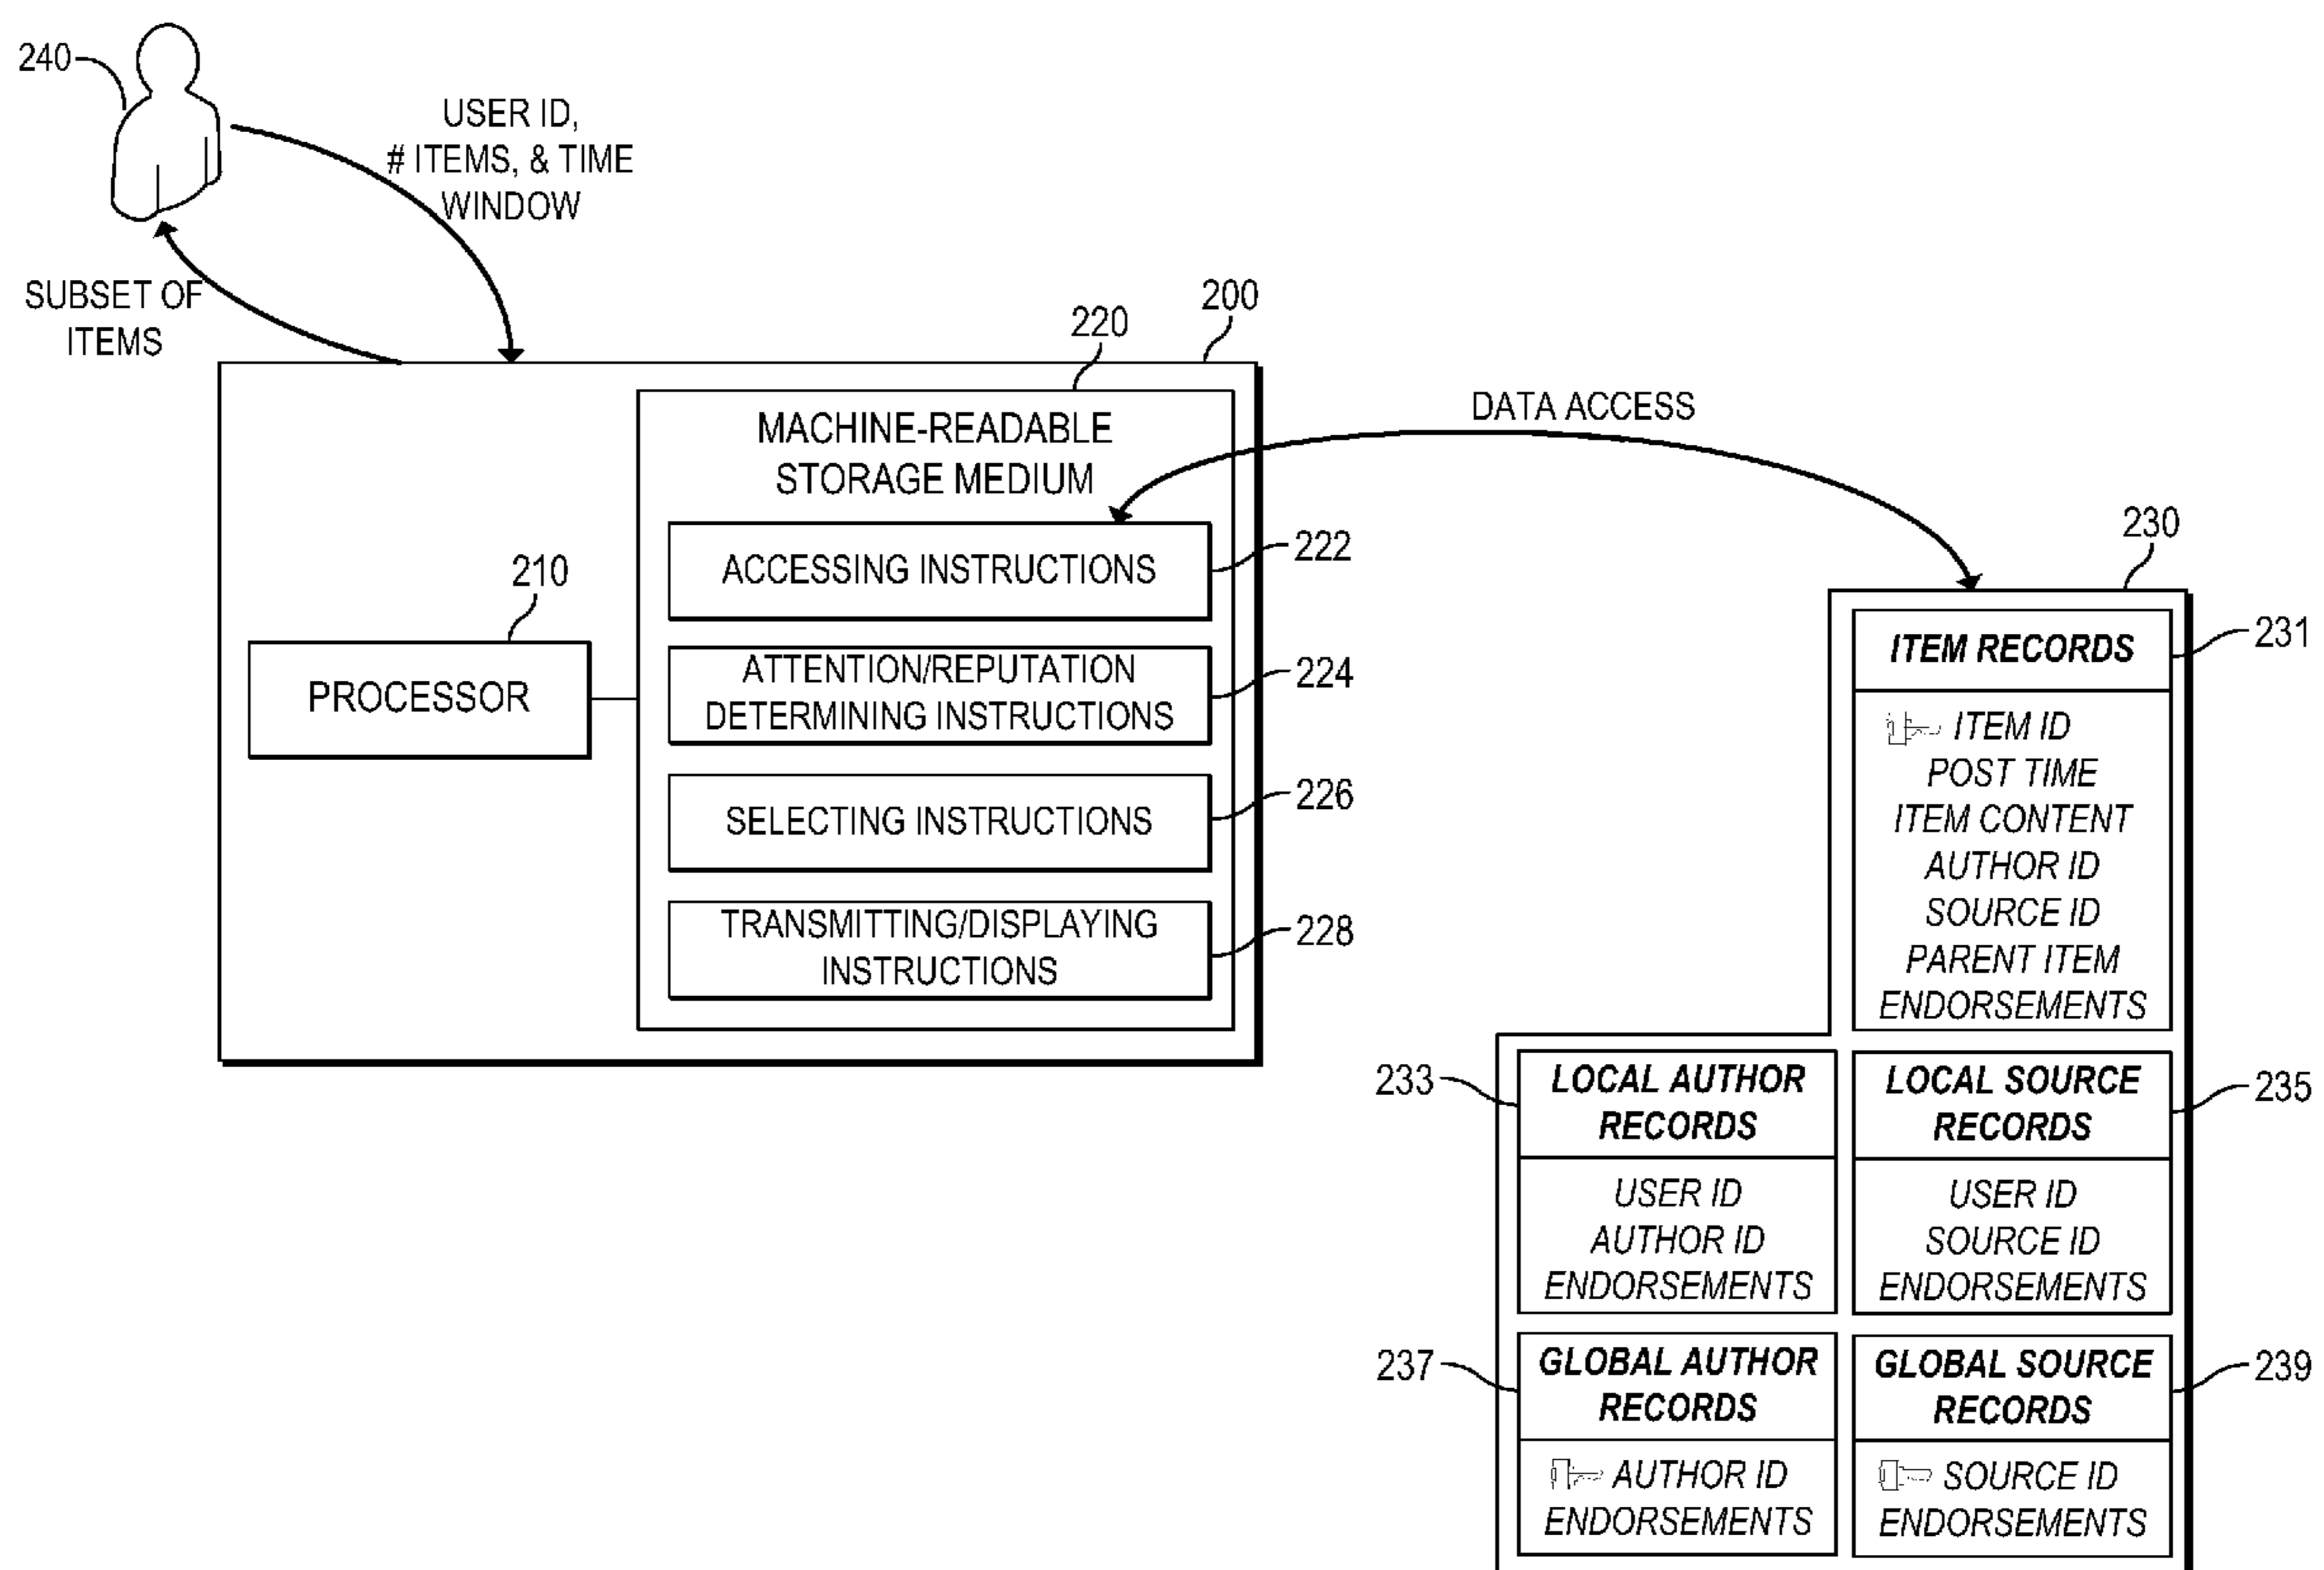 240
USER ID,
# ITEMS, & TIME
WINDOW
SUBSET OF
ITEMS
200
220
MACHINE-READABLE
STORAGE MEDIUM
DATA ACCESS
ACCESSING INSTRUCTIONS
222
230
210
PROCESSOR
ATTENTION/REPUTATION
DETERMINING INSTRUCTIONS
224
SELECTING INSTRUCTIONS
226
TRANSMITTING/DISPLAYING
INSTRUCTIONS
228
ITEM RECORDS
231
ITEM ID
POST TIME
ITEM CONTENT
AUTHOR ID
SOURCE ID
PARENT ITEM
ENDORSEMENTS
233
LOCAL AUTHOR
RECORDS
USER ID
AUTHOR ID
ENDORSEMENTS
LOCAL SOURCE
RECORDS
235
USER ID
SOURCE ID
ENDORSEMENTS
237
GLOBAL AUTHOR
RECORDS
AUTHOR ID
ENDORSEMENTS
GLOBAL SOURCE
RECORDS
239
SOURCE ID
ENDORSEMENTS